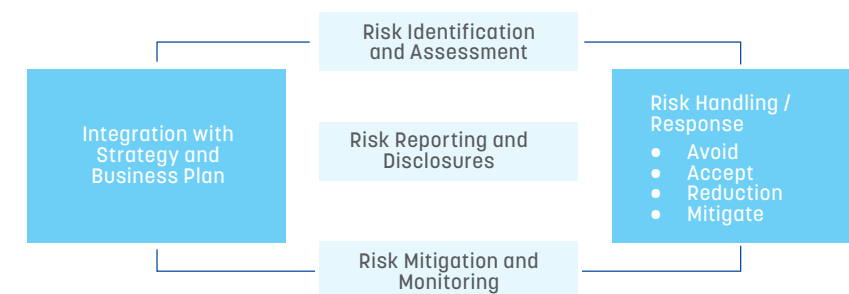 Risk Identification
and Assessment
Integration with
Strategy and
Business Plan
Risk Reporting and
Disclosures
Risk Handling /
Response
● Avoid
● Accept
● Reduction
● Mitigate
Risk Mitigation and
Monitoring